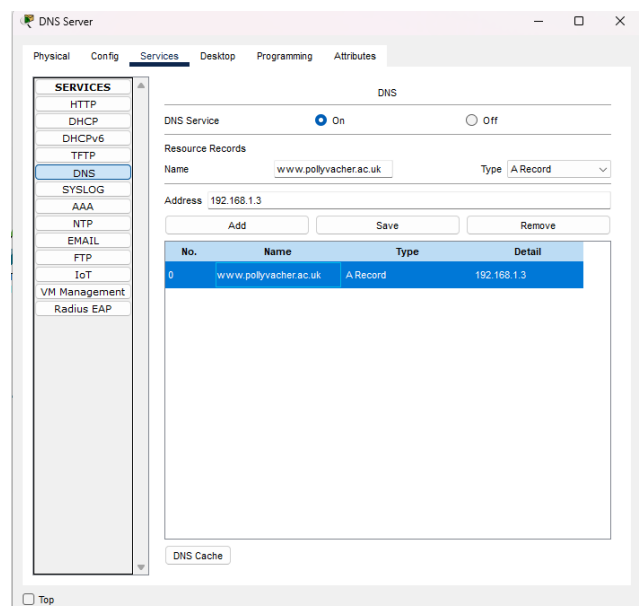 DNS Server
Physical Config Services Desktop Programming Attributes
SERVICES
HTTP
DHCP
DHCPv6
TFTP
DNS
SYSLOG
AAA
NTP
EMAIL
FTP
IoT
VM Management
Radius EAP
DNS
DNS Service On Off
Resource Records
Name www.pollyvacher.ac.uk Type A Record
Address 192.168.1.3
Add Save Remove
No. Name Type Detail
0 www.pollyvacher.ac.uk A Record 192.168.1.3
DNS Cache
Top